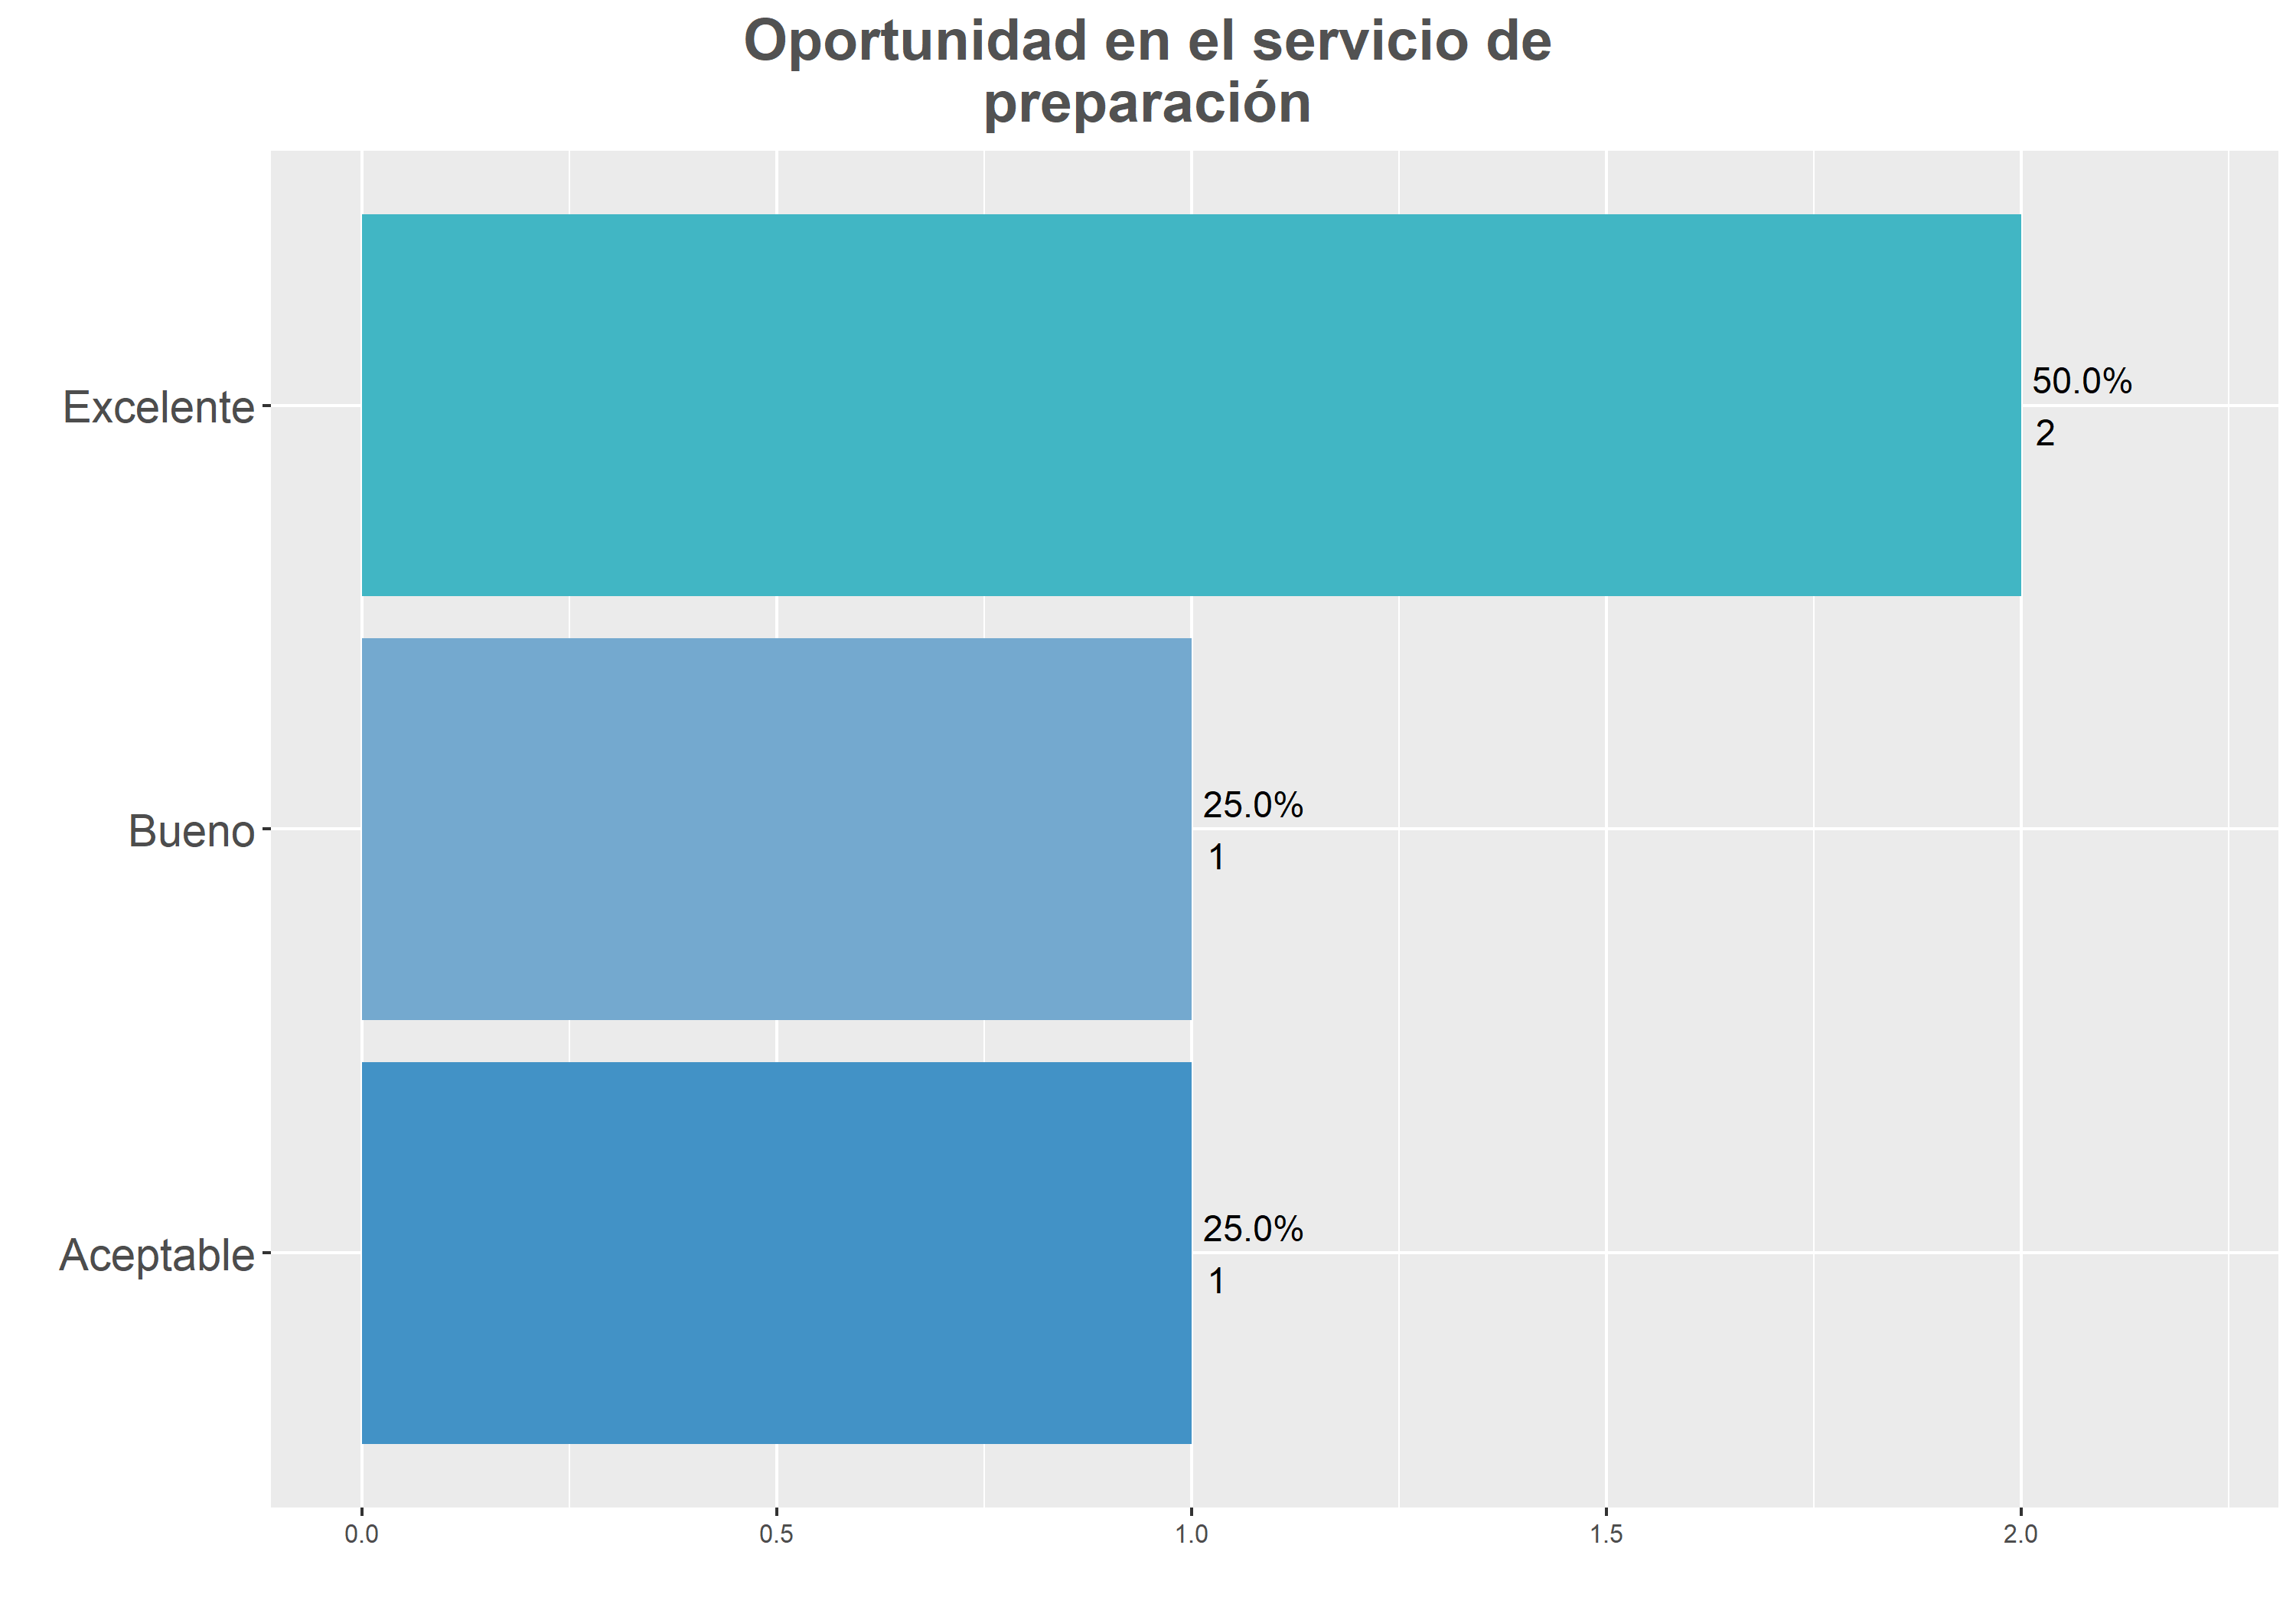 Oportunidad en el servicio de
preparación
Excelente
50.0%
2
Bueno
25.0%
1
Aceptable
25.0%
1
0.0 0.5 1.0 1.5 2.0